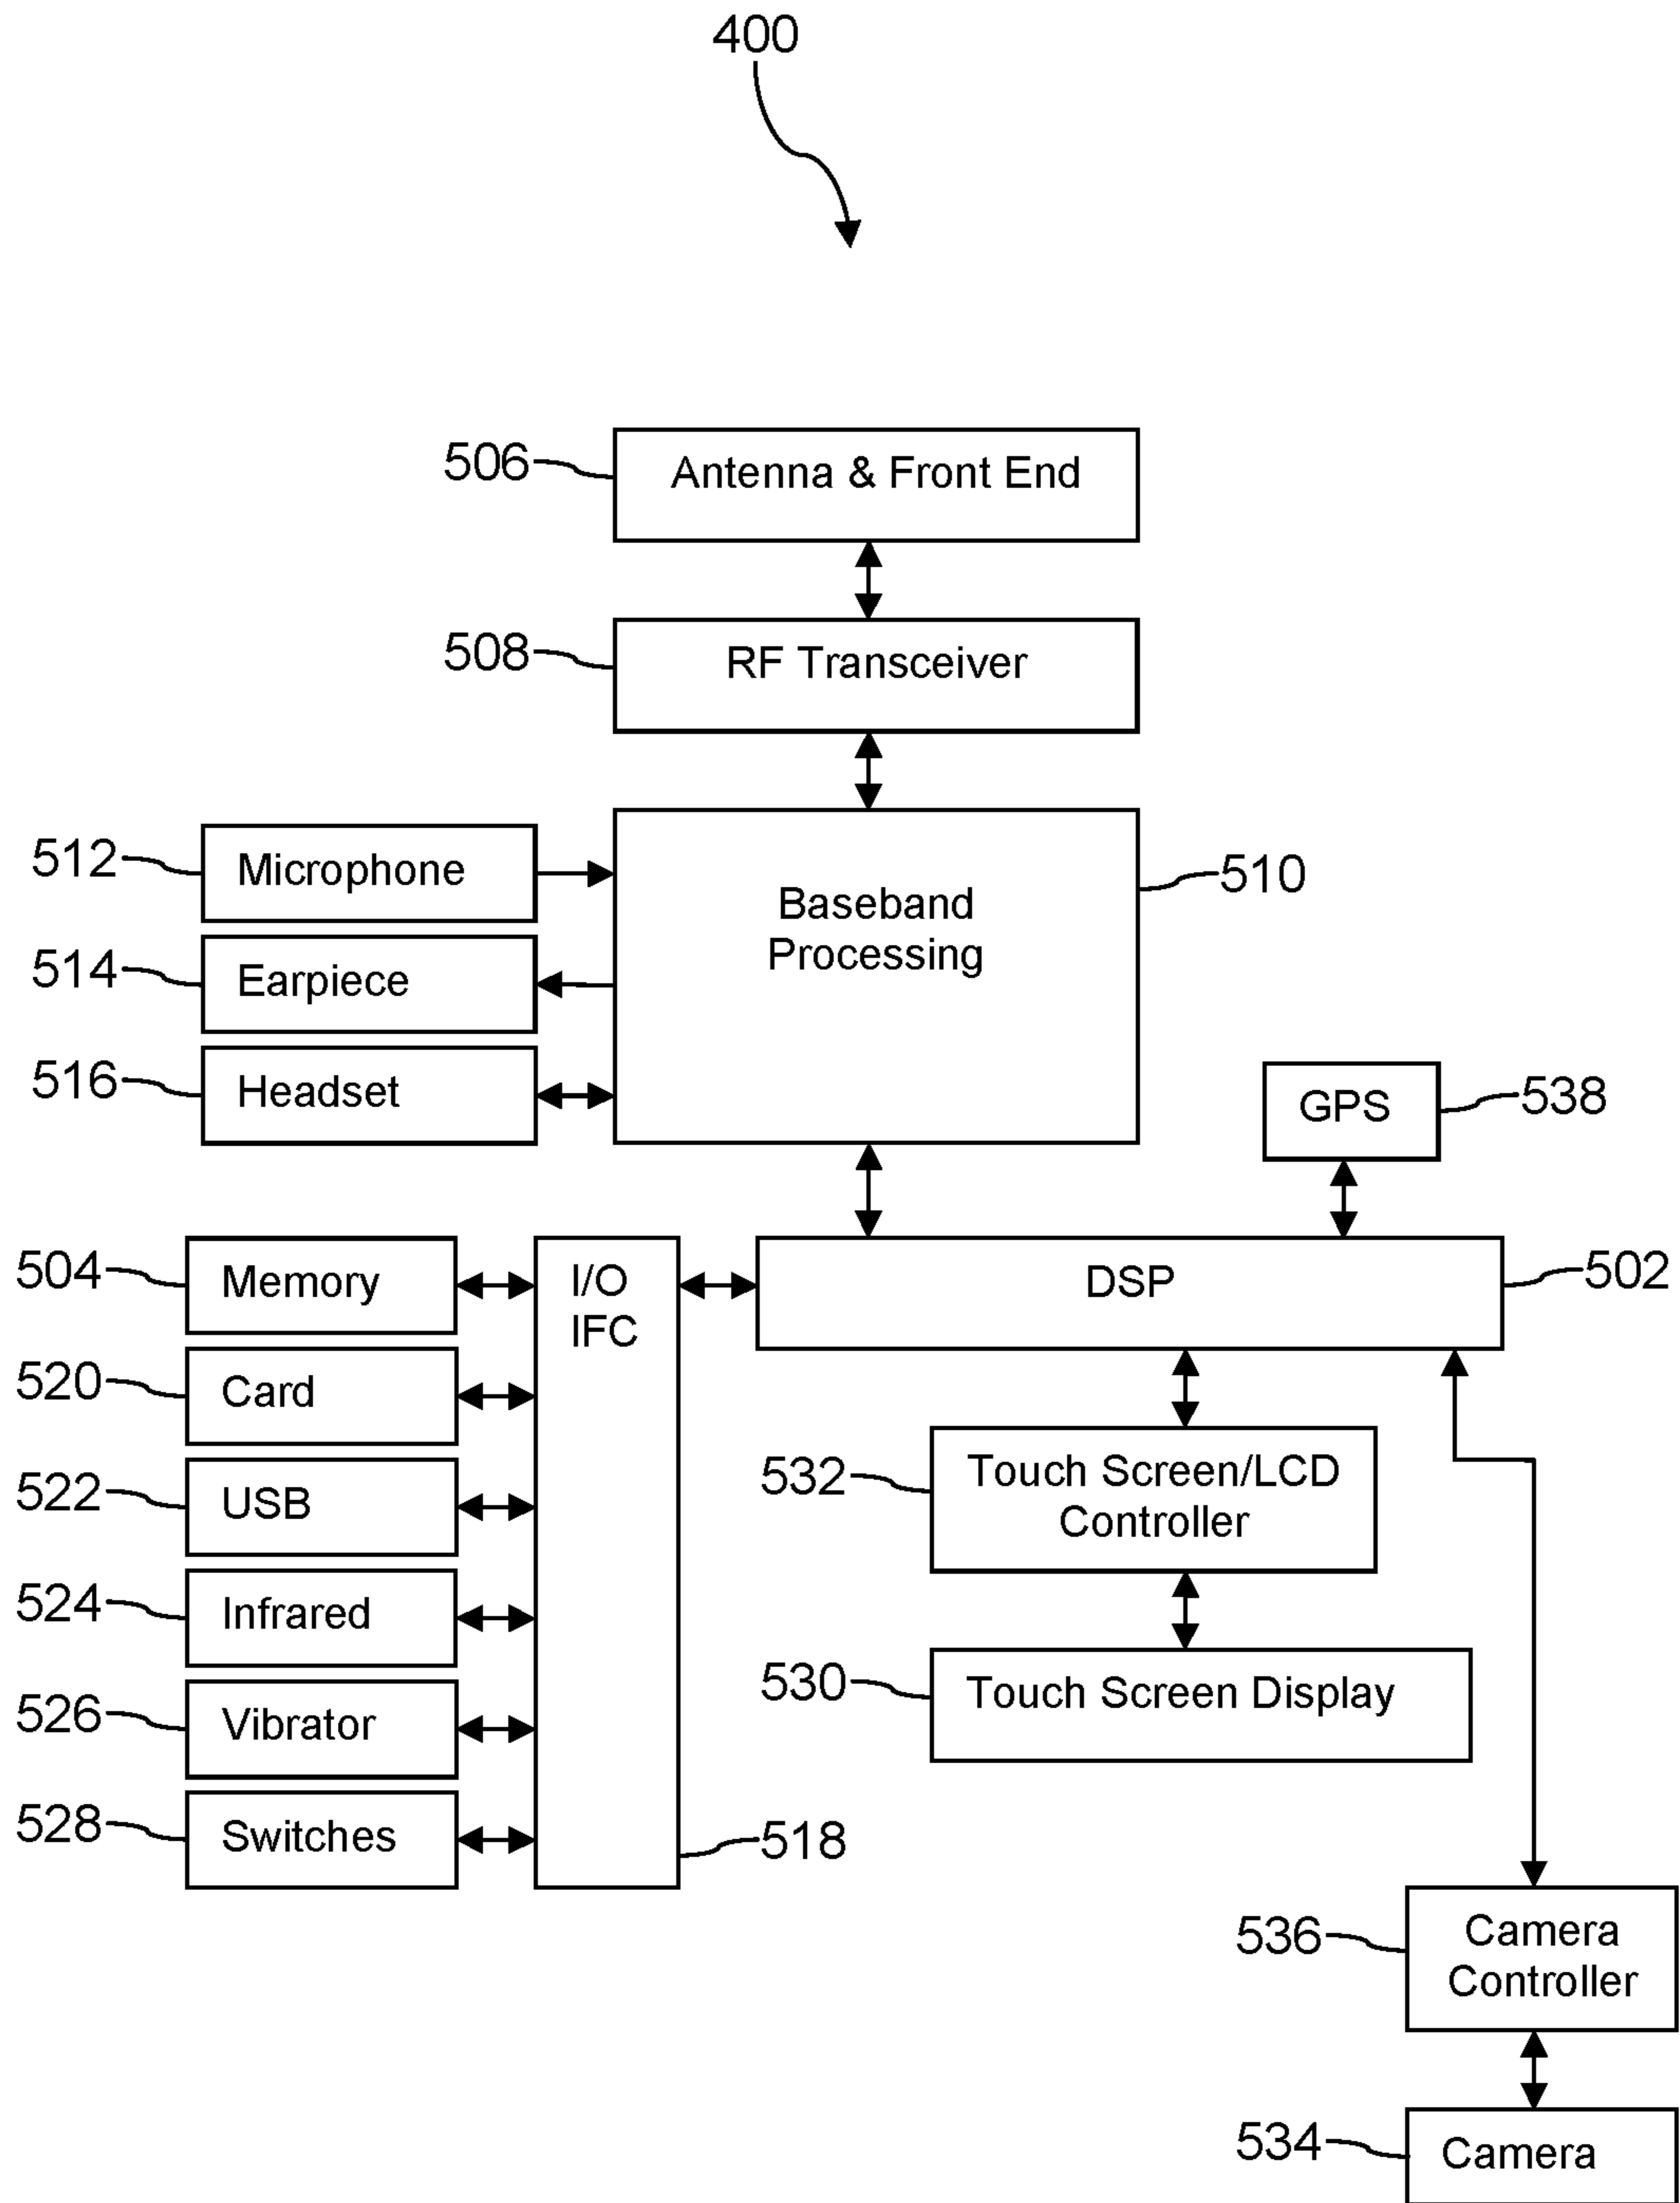 400
506
Antenna & Front End
508
RF Transceiver
512
Microphone
Baseband
Processing
510
514
Earpiece
516
Headset
GPS
538
504
Memory
I/O
IFC
DSP
502
520
Card
522
USB
532
Touch Screen/LCD
Controller
524
Infrared
530
Touch Screen Display
526
Vibrator
528
Switches
518
536
Camera
Controller
534
Camera